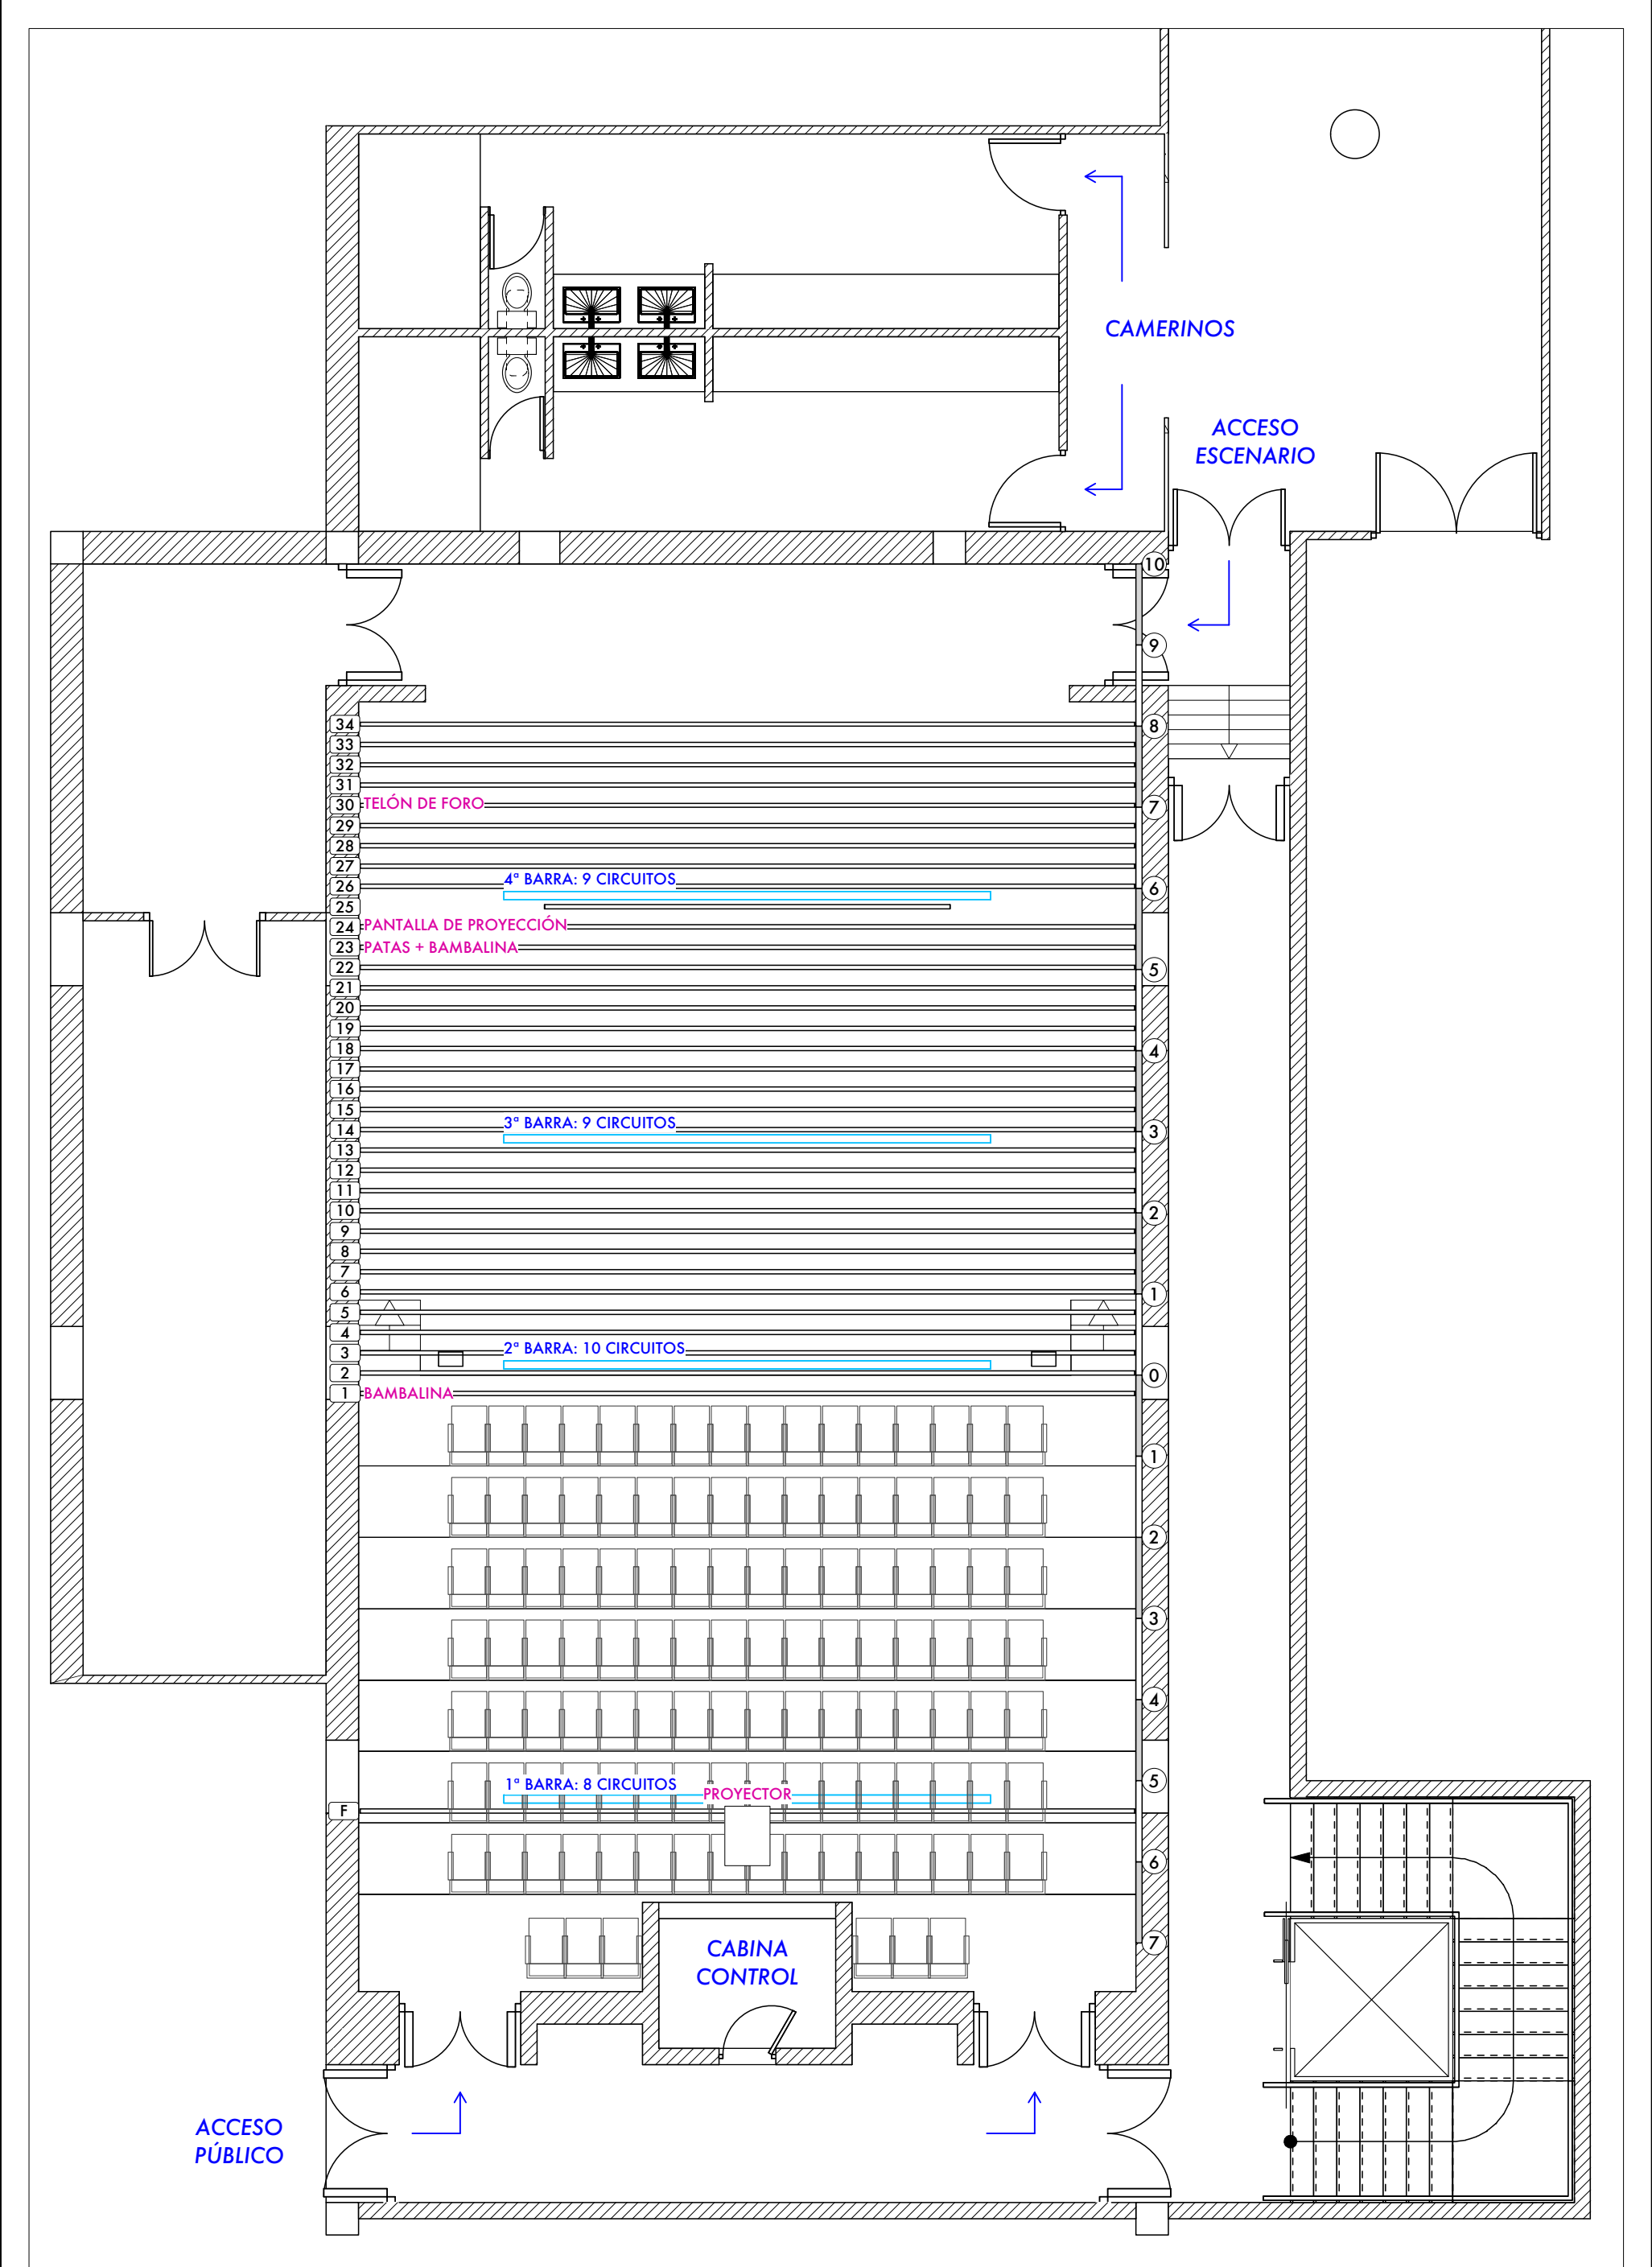 CAMERINOS
ACCESO
ESCENARIO
10
9
34
8
33
32
31
30 TELÓN DE FORO
7
29
28
27
4ª BARRA: 9 CIRCUITOS
26
6
25
24 PANTALLA DE PROYECCIÓN
23 PATAS + BAMBALINA
22
5
21
20
19
18
4
17
16
15
3ª BARRA: 9 CIRCUITOS
14
3
13
12
11
10
2
9
8
7
6
1
5
4
2ª BARRA: 10 CIRCUITOS
3
2
0
1 BAMBALINA
1
2
3
4
5
1ª BARRA: 8 CIRCUITOS
PROYECTOR
F
6
7
CABINA
CONTROL
ACCESO
PÚBLICO